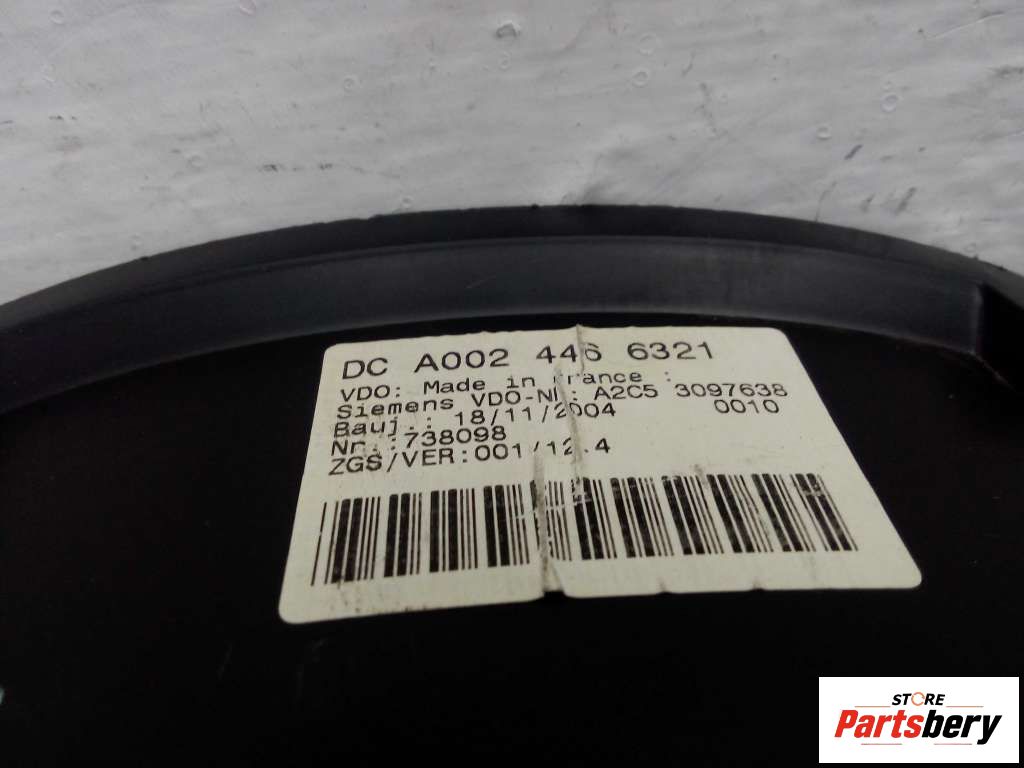 DC A002 446 6321
VDO: Made in France :
Siemens VDO-Nr: A2C5 3097638
Bauj.: 18/11/2004 0010
Nr.:738098
ZGS/VER:001/12.4
STORE
Partsbery